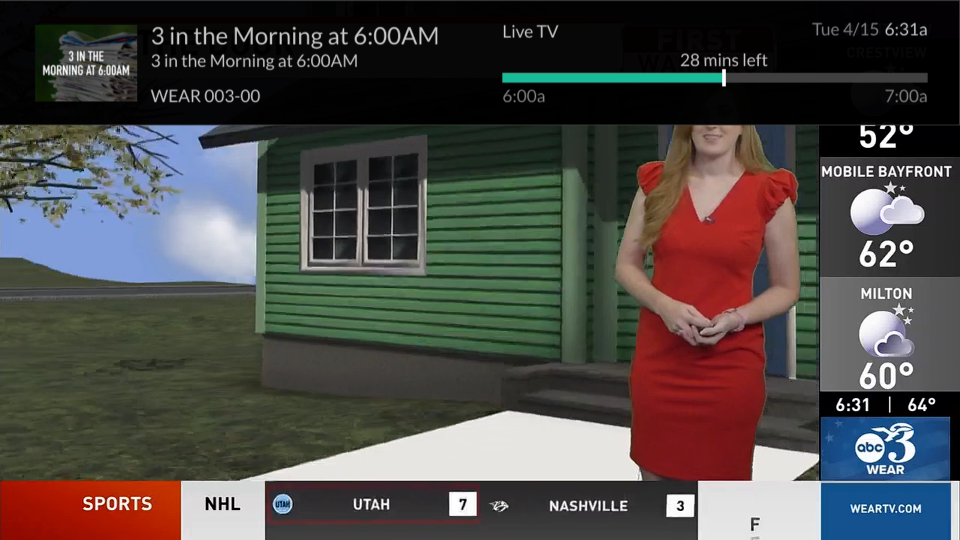 3 IN THE
MORNING AT 6:00AM
3 in the Morning at 6:00AM
3 in the Morning at 6:00AM
WEAR 003-00
Live TV
Tue 4/15 6:31a
28 mins left
6:00a
7:00a
FIRST
CRESTVIEW
52°
MOBILE BAYFRONT
62°
MILTON
60°
6:31 | 64°
abc 3
WEAR
SPORTS
NHL
UTAH
UTAH
7
NASHVILLE
3
F
WEARTV.COM